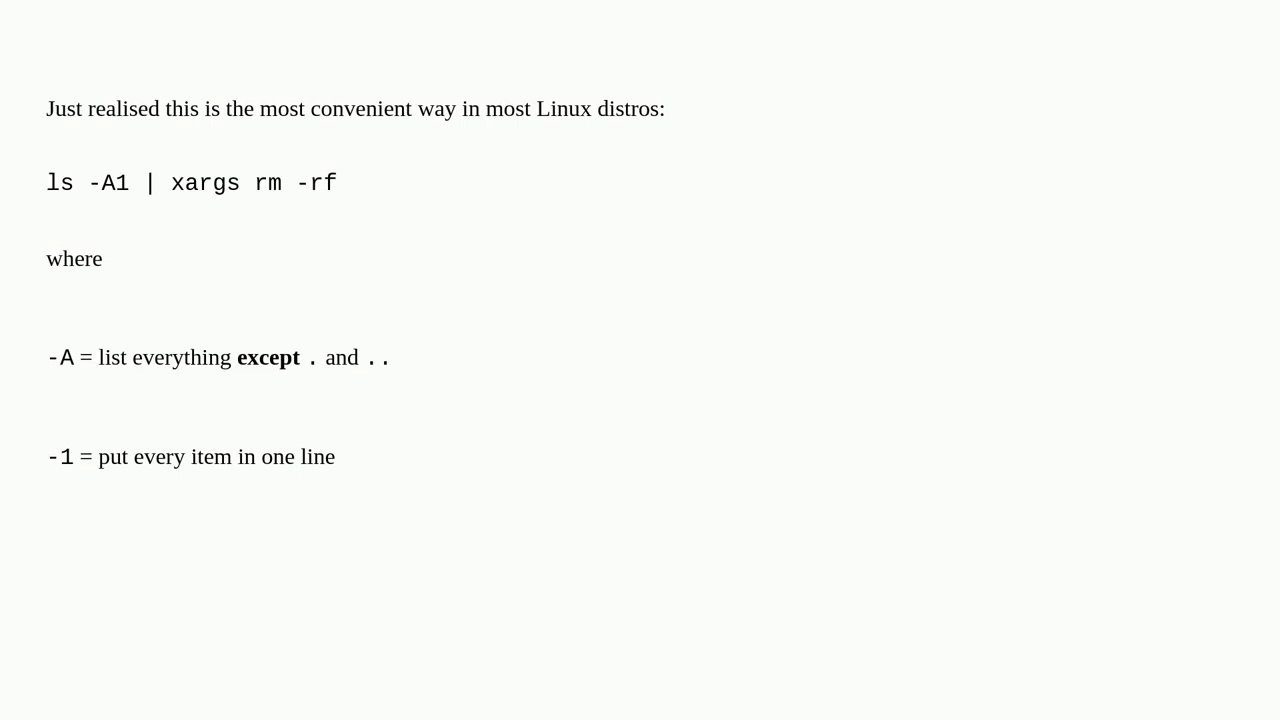 Just realised this is the most convenient way in most Linux distros:
ls -A1 | xargs rm -rf
where
-A = list everything except . and ..
-1 = put every item in one line